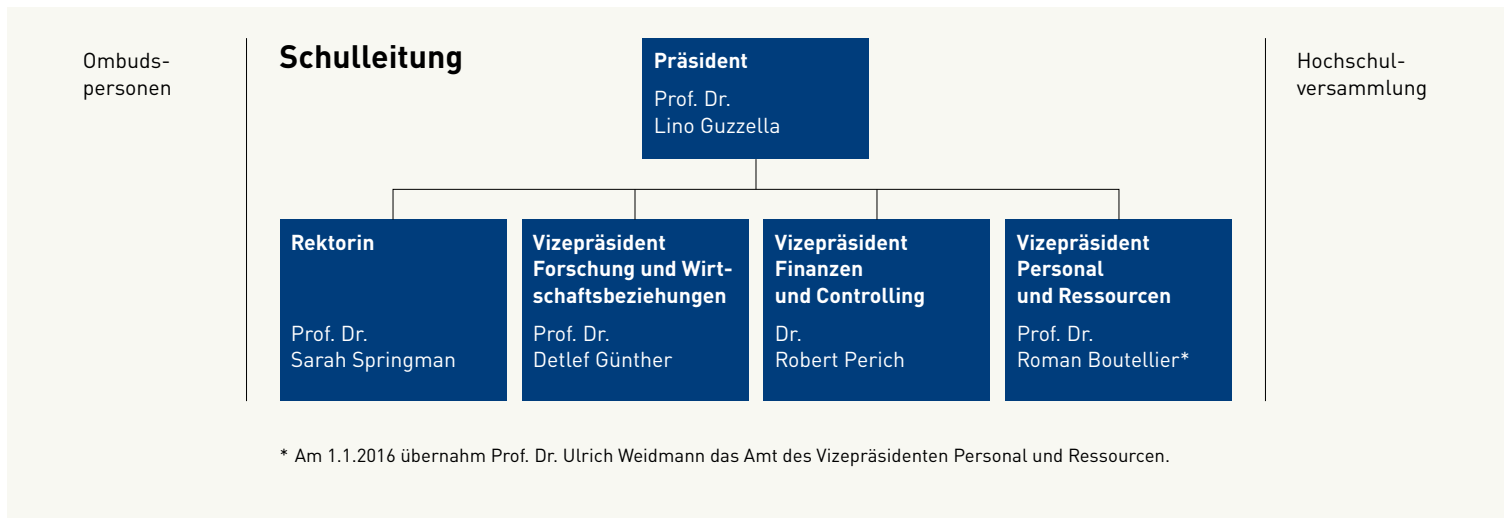 Ombuds-
personen
Schulleitung
Präsident
Prof. Dr.
Lino Guzzella
Hochschul-
versammlung
Rektorin
Prof. Dr.
Sarah Springman
Vizepräsident
Forschung und Wirt-
schaftsbeziehungen
Prof. Dr.
Detlef Günther
Vizepräsident
Finanzen
und Controlling
Dr.
Robert Perich
Vizepräsident
Personal
und Ressourcen
Prof. Dr.
Roman Boutellier*
* Am 1.1.2016 übernahm Prof. Dr. Ulrich Weidmann das Amt des Vizepräsidenten Personal und Ressourcen.